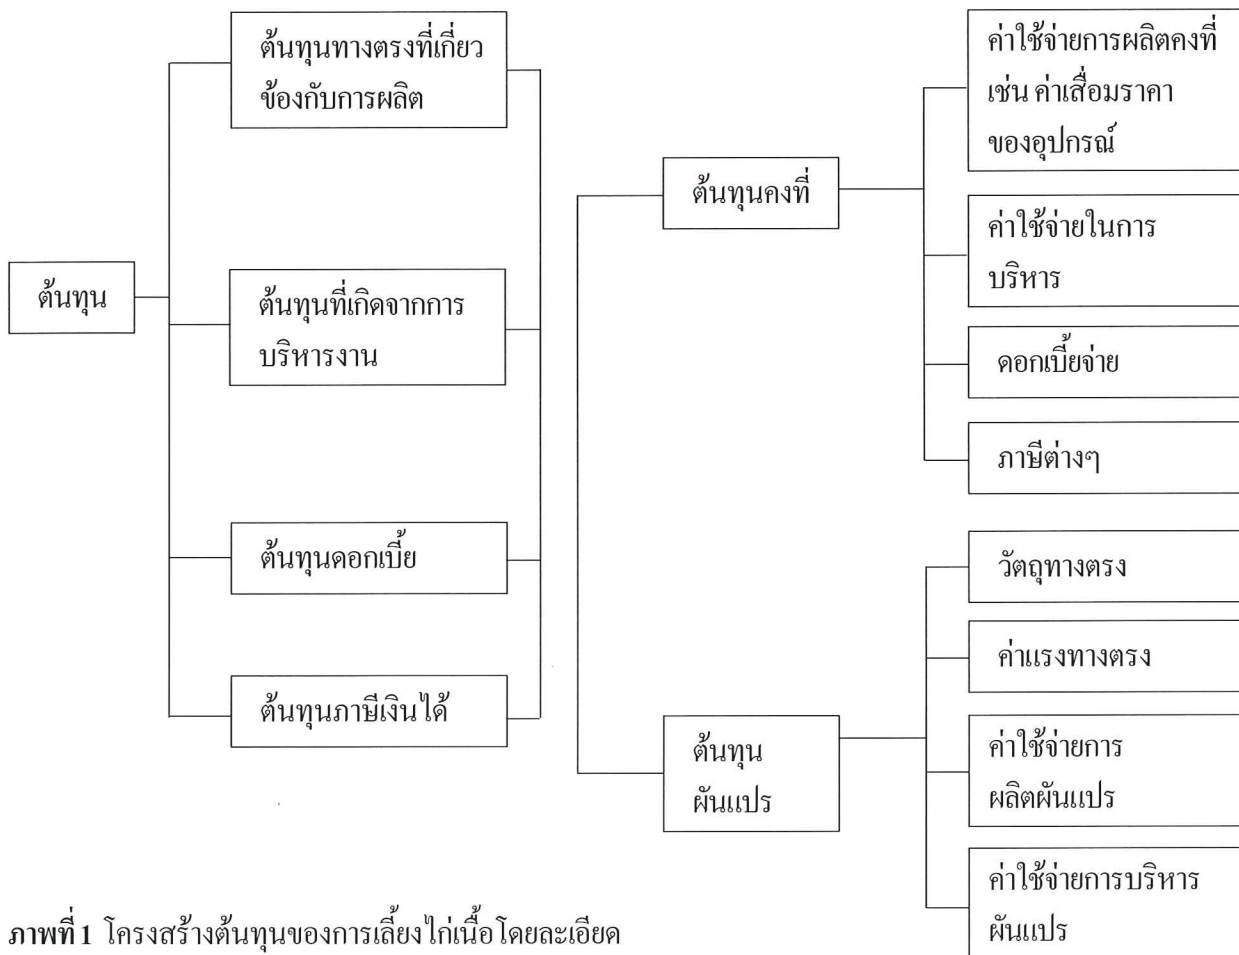 ต้นทุน
ต้นทุนทางตรงที่เกี่ยว
ข้องกับการผลิต
ต้นทุนที่เกิดจากการ
บริหารงาน
ต้นทุนดอกเบี้ย
ต้นทุนภาษีเงินได้
ต้นทุนคงที่
ค่าใช้จ่ายการผลิตคงที่
เช่น ค่าเสื่อมราคา
ของอุปกรณ์
ค่าใช้จ่ายในการ
บริหาร
ดอกเบี้ยจ่าย
ภาษีต่างๆ
ต้นทุน
ผันแปร
วัตถุทางตรง
ค่าแรงทางตรง
ค่าใช้จ่ายการ
ผลิตผันแปร
ค่าใช้จ่ายการบริหาร
ผันแปร
ภาพที่ 1 โครงสร้างต้นทุนของการเลี้ยงไก่เนื้อโดยละเอียด